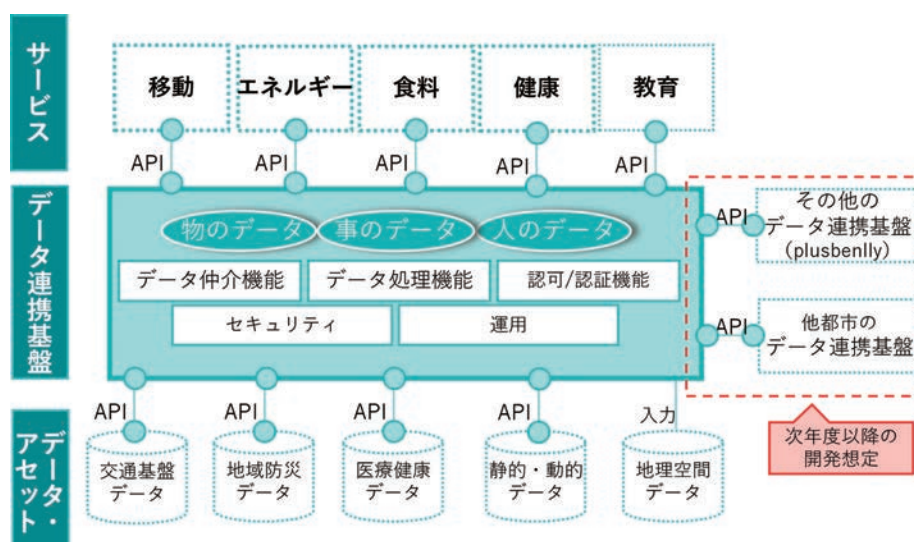 サービス
移動
エネルギー
食料
健康
教育
API
API
API
API
API
データ連携基盤
物のデータ
事のデータ
人のデータ
データ仲介機能
データ処理機能
認可/認証機能
セキュリティ
運用
API
その他の
データ連携基盤
(plusbenlly)
API
他都市の
データ連携基盤
次年度以降の
開発想定
データ・
アセット
API
API
API
API
入力
交通基盤
データ
地域防災
データ
医療健康
データ
静的・動的
データ
地理空間
データ